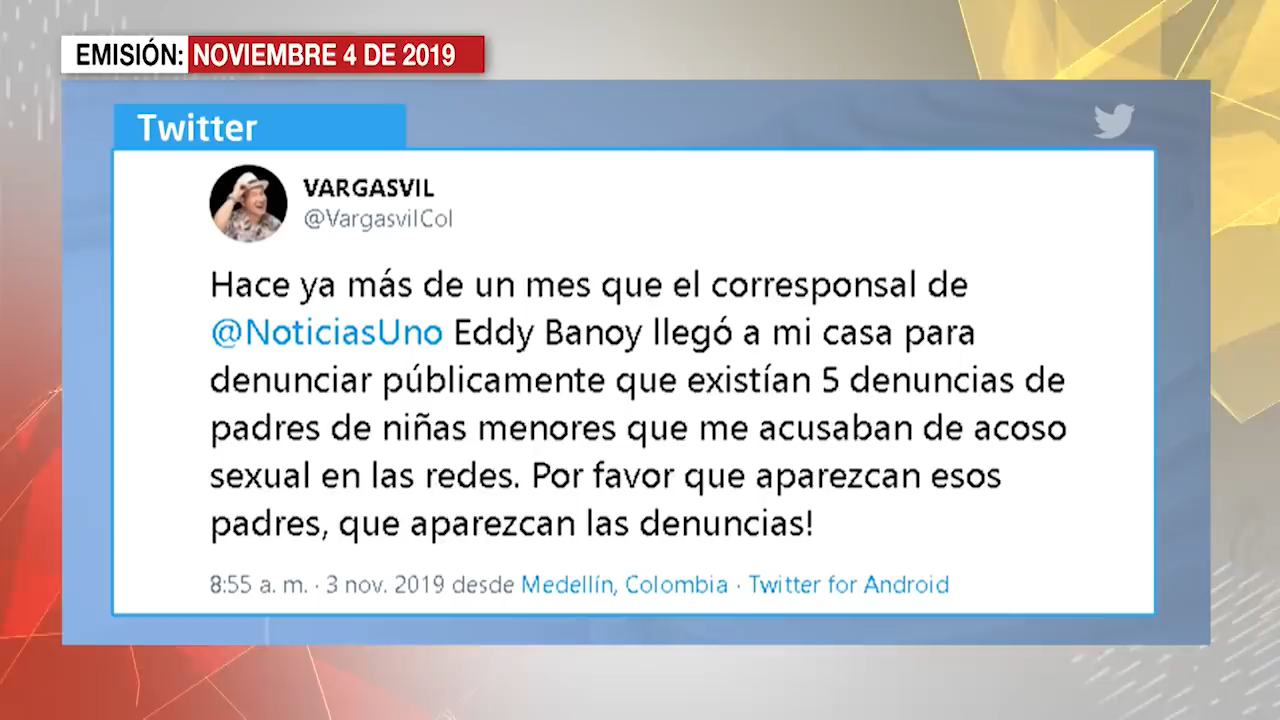 EMISIÓN: NOVIEMBRE 4 DE 2019
Twitter
VARGASVIL
@VargasvilCol
Hace ya más de un mes que el corresponsal de
@NoticiasUno Eddy Banoy llegó a mi casa para
denunciar públicamente que existían 5 denuncias de
padres de niñas menores que me acusaban de acoso
sexual en las redes. Por favor que aparezcan esos
padres, que aparezcan las denuncias!
8:55 a. m. · 3 nov. 2019 desde Medellín, Colombia · Twitter for Android